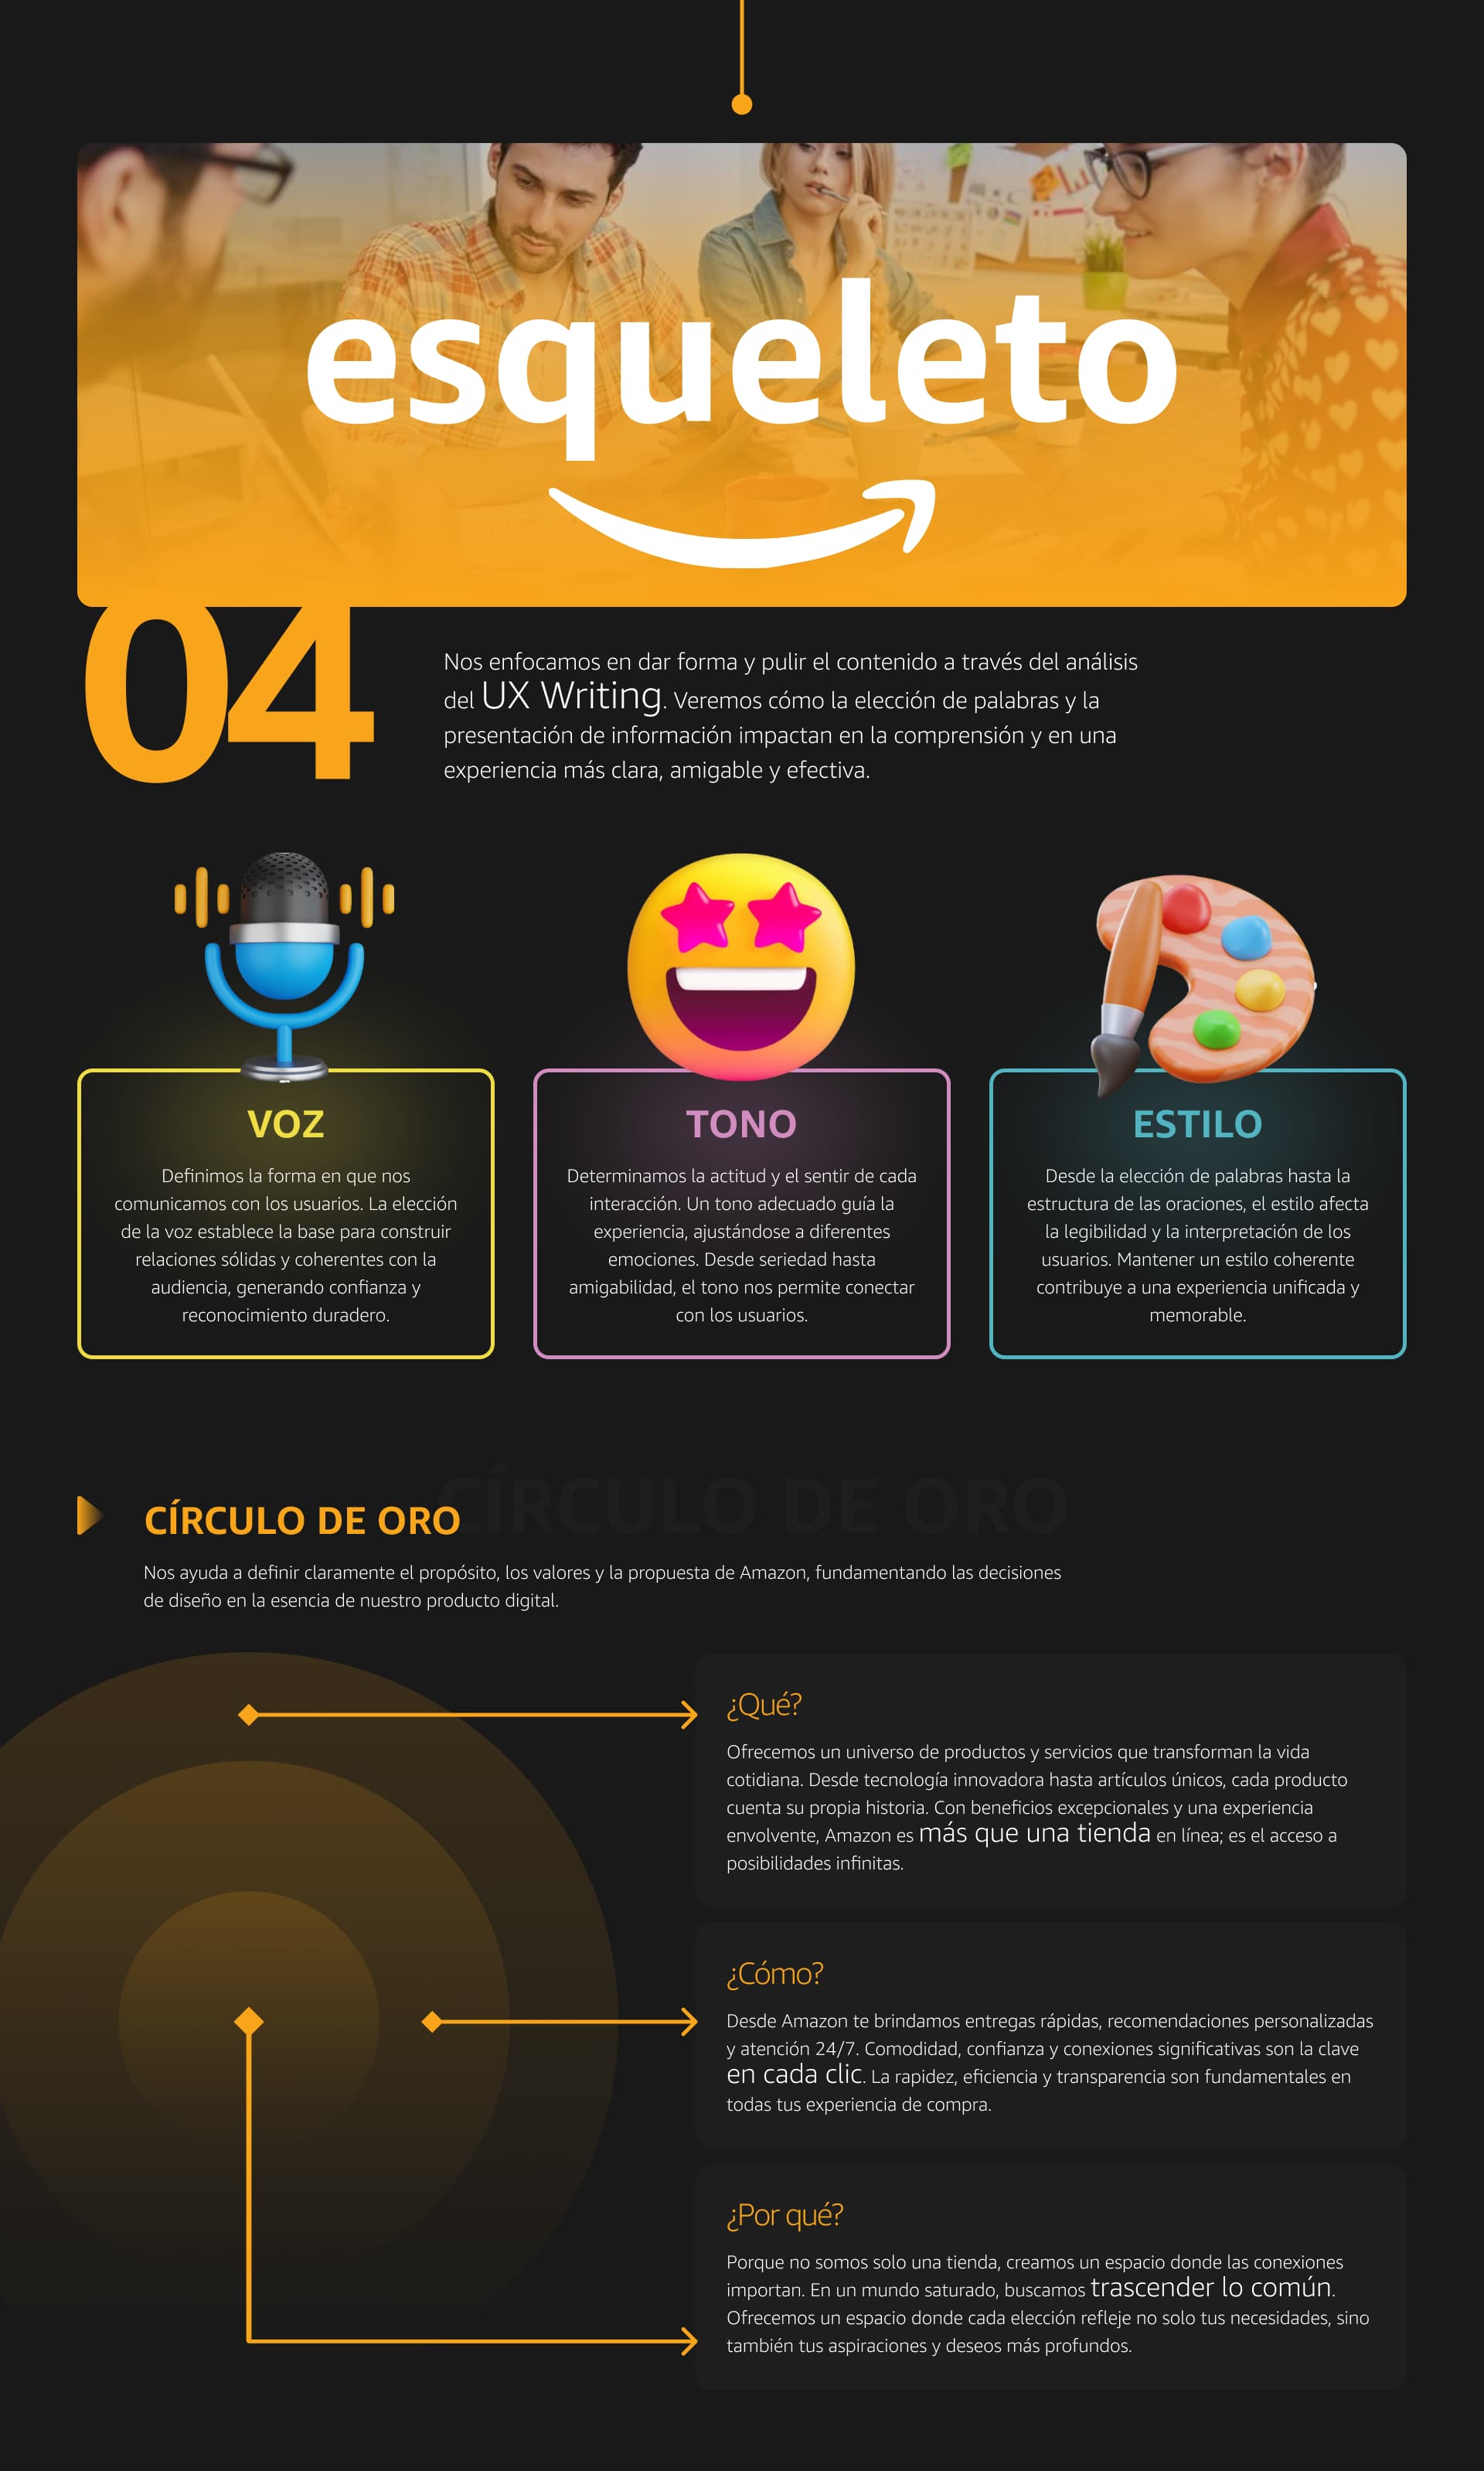 esqueleto
04
Nos enfocamos en dar forma y pulir el contenido a través del análisis
del UX Writing. Veremos cómo la elección de palabras y la
presentación de información impactan en la comprensión y en una
experiencia más clara, amigable y efectiva.
VOZ
Definimos la forma en que nos
comunicamos con los usuarios. La elección
de la voz establece la base para construir
relaciones sólidas y coherentes con la
audiencia, generando confianza y
reconocimiento duradero.
TONO
Determinamos la actitud y el sentir de cada
interacción. Un tono adecuado guía la
experiencia, ajustándose a diferentes
emociones. Desde seriedad hasta
amigabilidad, el tono nos permite conectar
con los usuarios.
ESTILO
Desde la elección de palabras hasta la
estructura de las oraciones, el estilo afecta
la legibilidad y la interpretación de los
usuarios. Mantener un estilo coherente
contribuye a una experiencia unificada y
memorable.
CÍRCULO DE ORO
CÍRCULO DE ORO
Nos ayuda a definir claramente el propósito, los valores y la propuesta de Amazon, fundamentando las decisiones
de diseño en la esencia de nuestro producto digital.
¿Qué?
Ofrecemos un universo de productos y servicios que transforman la vida
cotidiana. Desde tecnología innovadora hasta artículos únicos, cada producto
cuenta su propia historia. Con beneficios excepcionales y una experiencia
envolvente, Amazon es más que una tienda en línea; es el acceso a
posibilidades infinitas.
¿Cómo?
Desde Amazon te brindamos entregas rápidas, recomendaciones personalizadas
y atención 24/7. Comodidad, confianza y conexiones significativas son la clave
en cada clic. La rapidez, eficiencia y transparencia son fundamentales en
todas tus experiencia de compra.
¿Por qué?
Porque no somos solo una tienda, creamos un espacio donde las conexiones
importan. En un mundo saturado, buscamos trascender lo común.
Ofrecemos un espacio donde cada elección refleje no solo tus necesidades, sino
también tus aspiraciones y deseos más profundos.